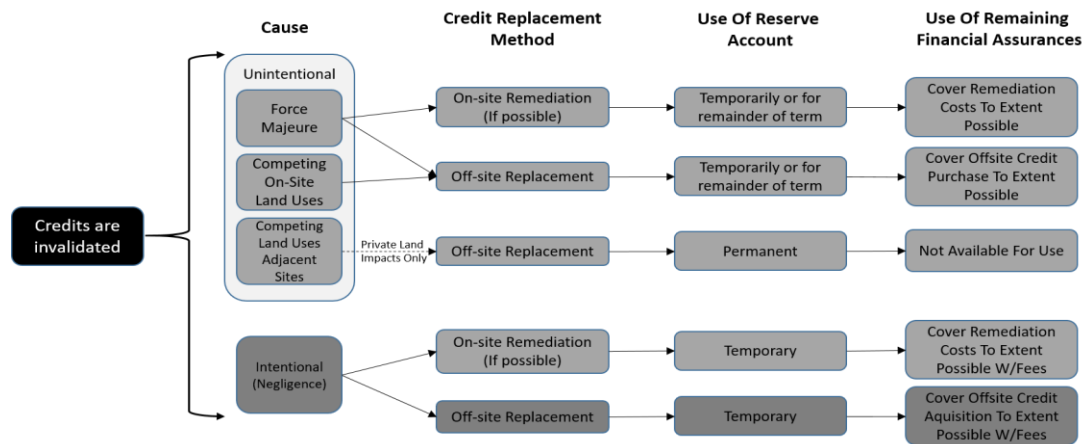 Cause
Credit Replacement
Method
Use Of Reserve
Account
Use Of Remaining
Financial Assurances
Credits are
invalidated
Unintentional
Force
Majeure
On-site Remediation
(If possible)
Temporarily or for
remainder of term
Cover Remediation
Costs To Extent
Possible
Competing
On-Site
Land Uses
Off-site Replacement
Temporarily or for
remainder of term
Cover Offsite Credit
Purchase To Extent
Possible
Competing
Land Uses
Adjacent
Sites
Private Land
Impacts Only
Off-site Replacement
Permanent
Not Available For Use
Intentional
(Negligence)
On-site Remediation
(If possible)
Temporary
Cover Remediation
Costs To Extent
Possible W/Fees
Off-site Replacement
Temporary
Cover Offsite Credit
Aquisition To Extent
Possible W/Fees